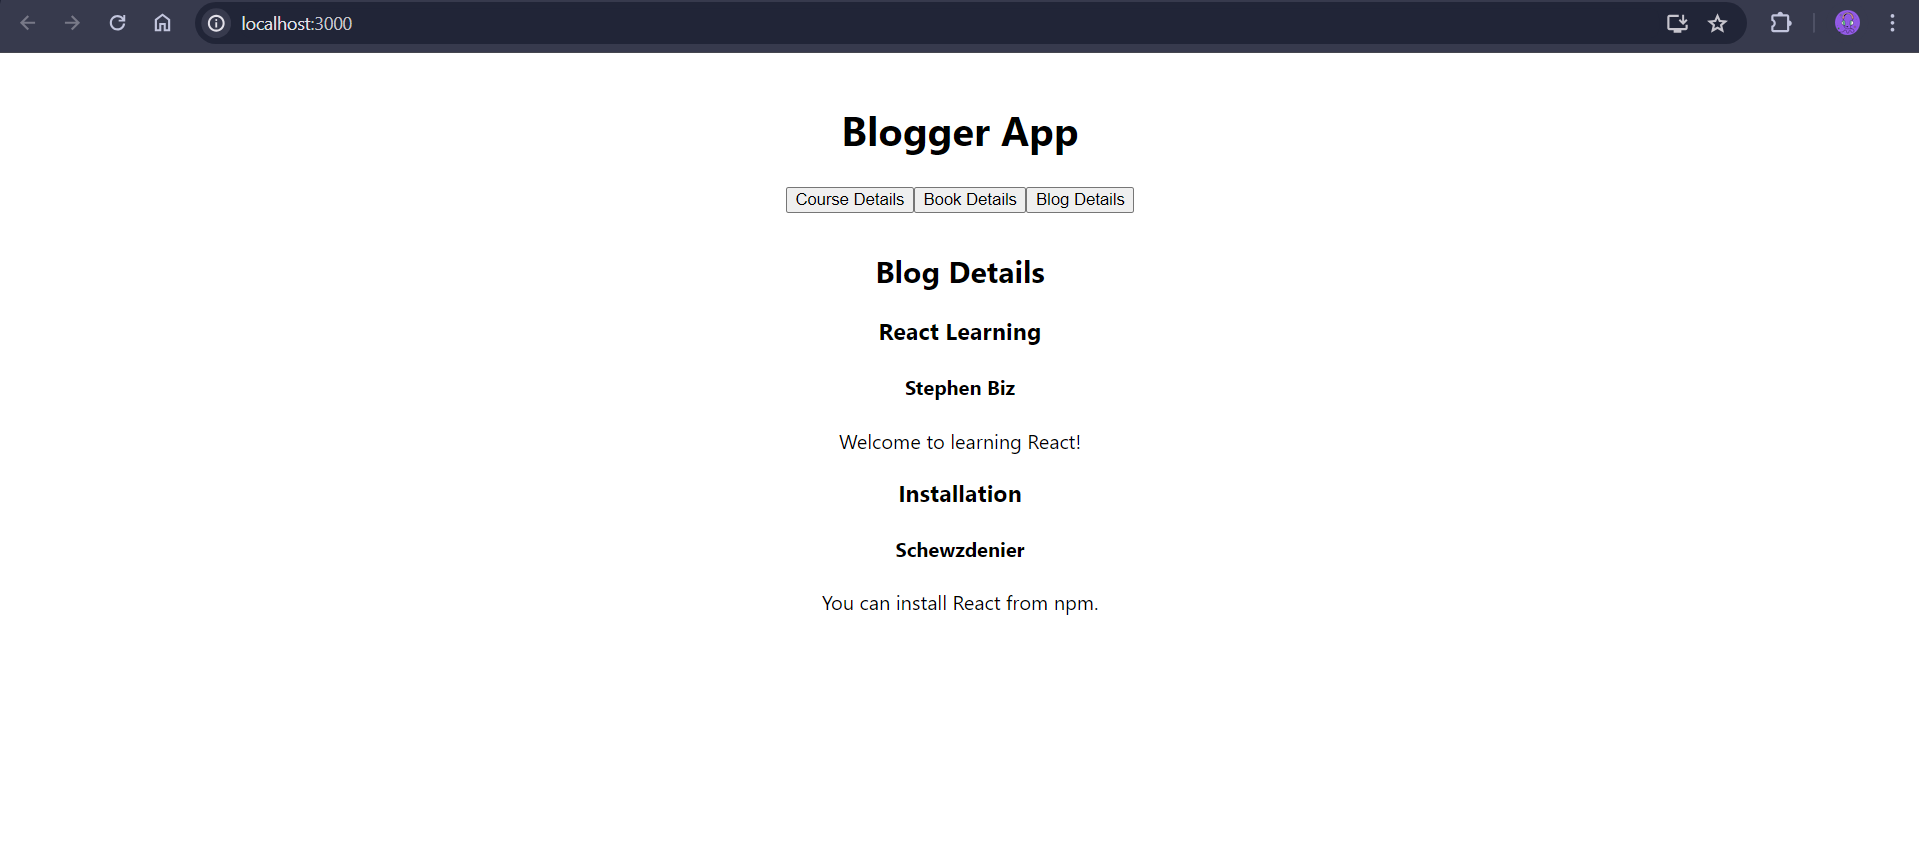 localhost:3000
Blogger App
Course Details Book Details Blog Details
Blog Details
React Learning
Stephen Biz
Welcome to learning React!
Installation
Schewzdenier
You can install React from npm.